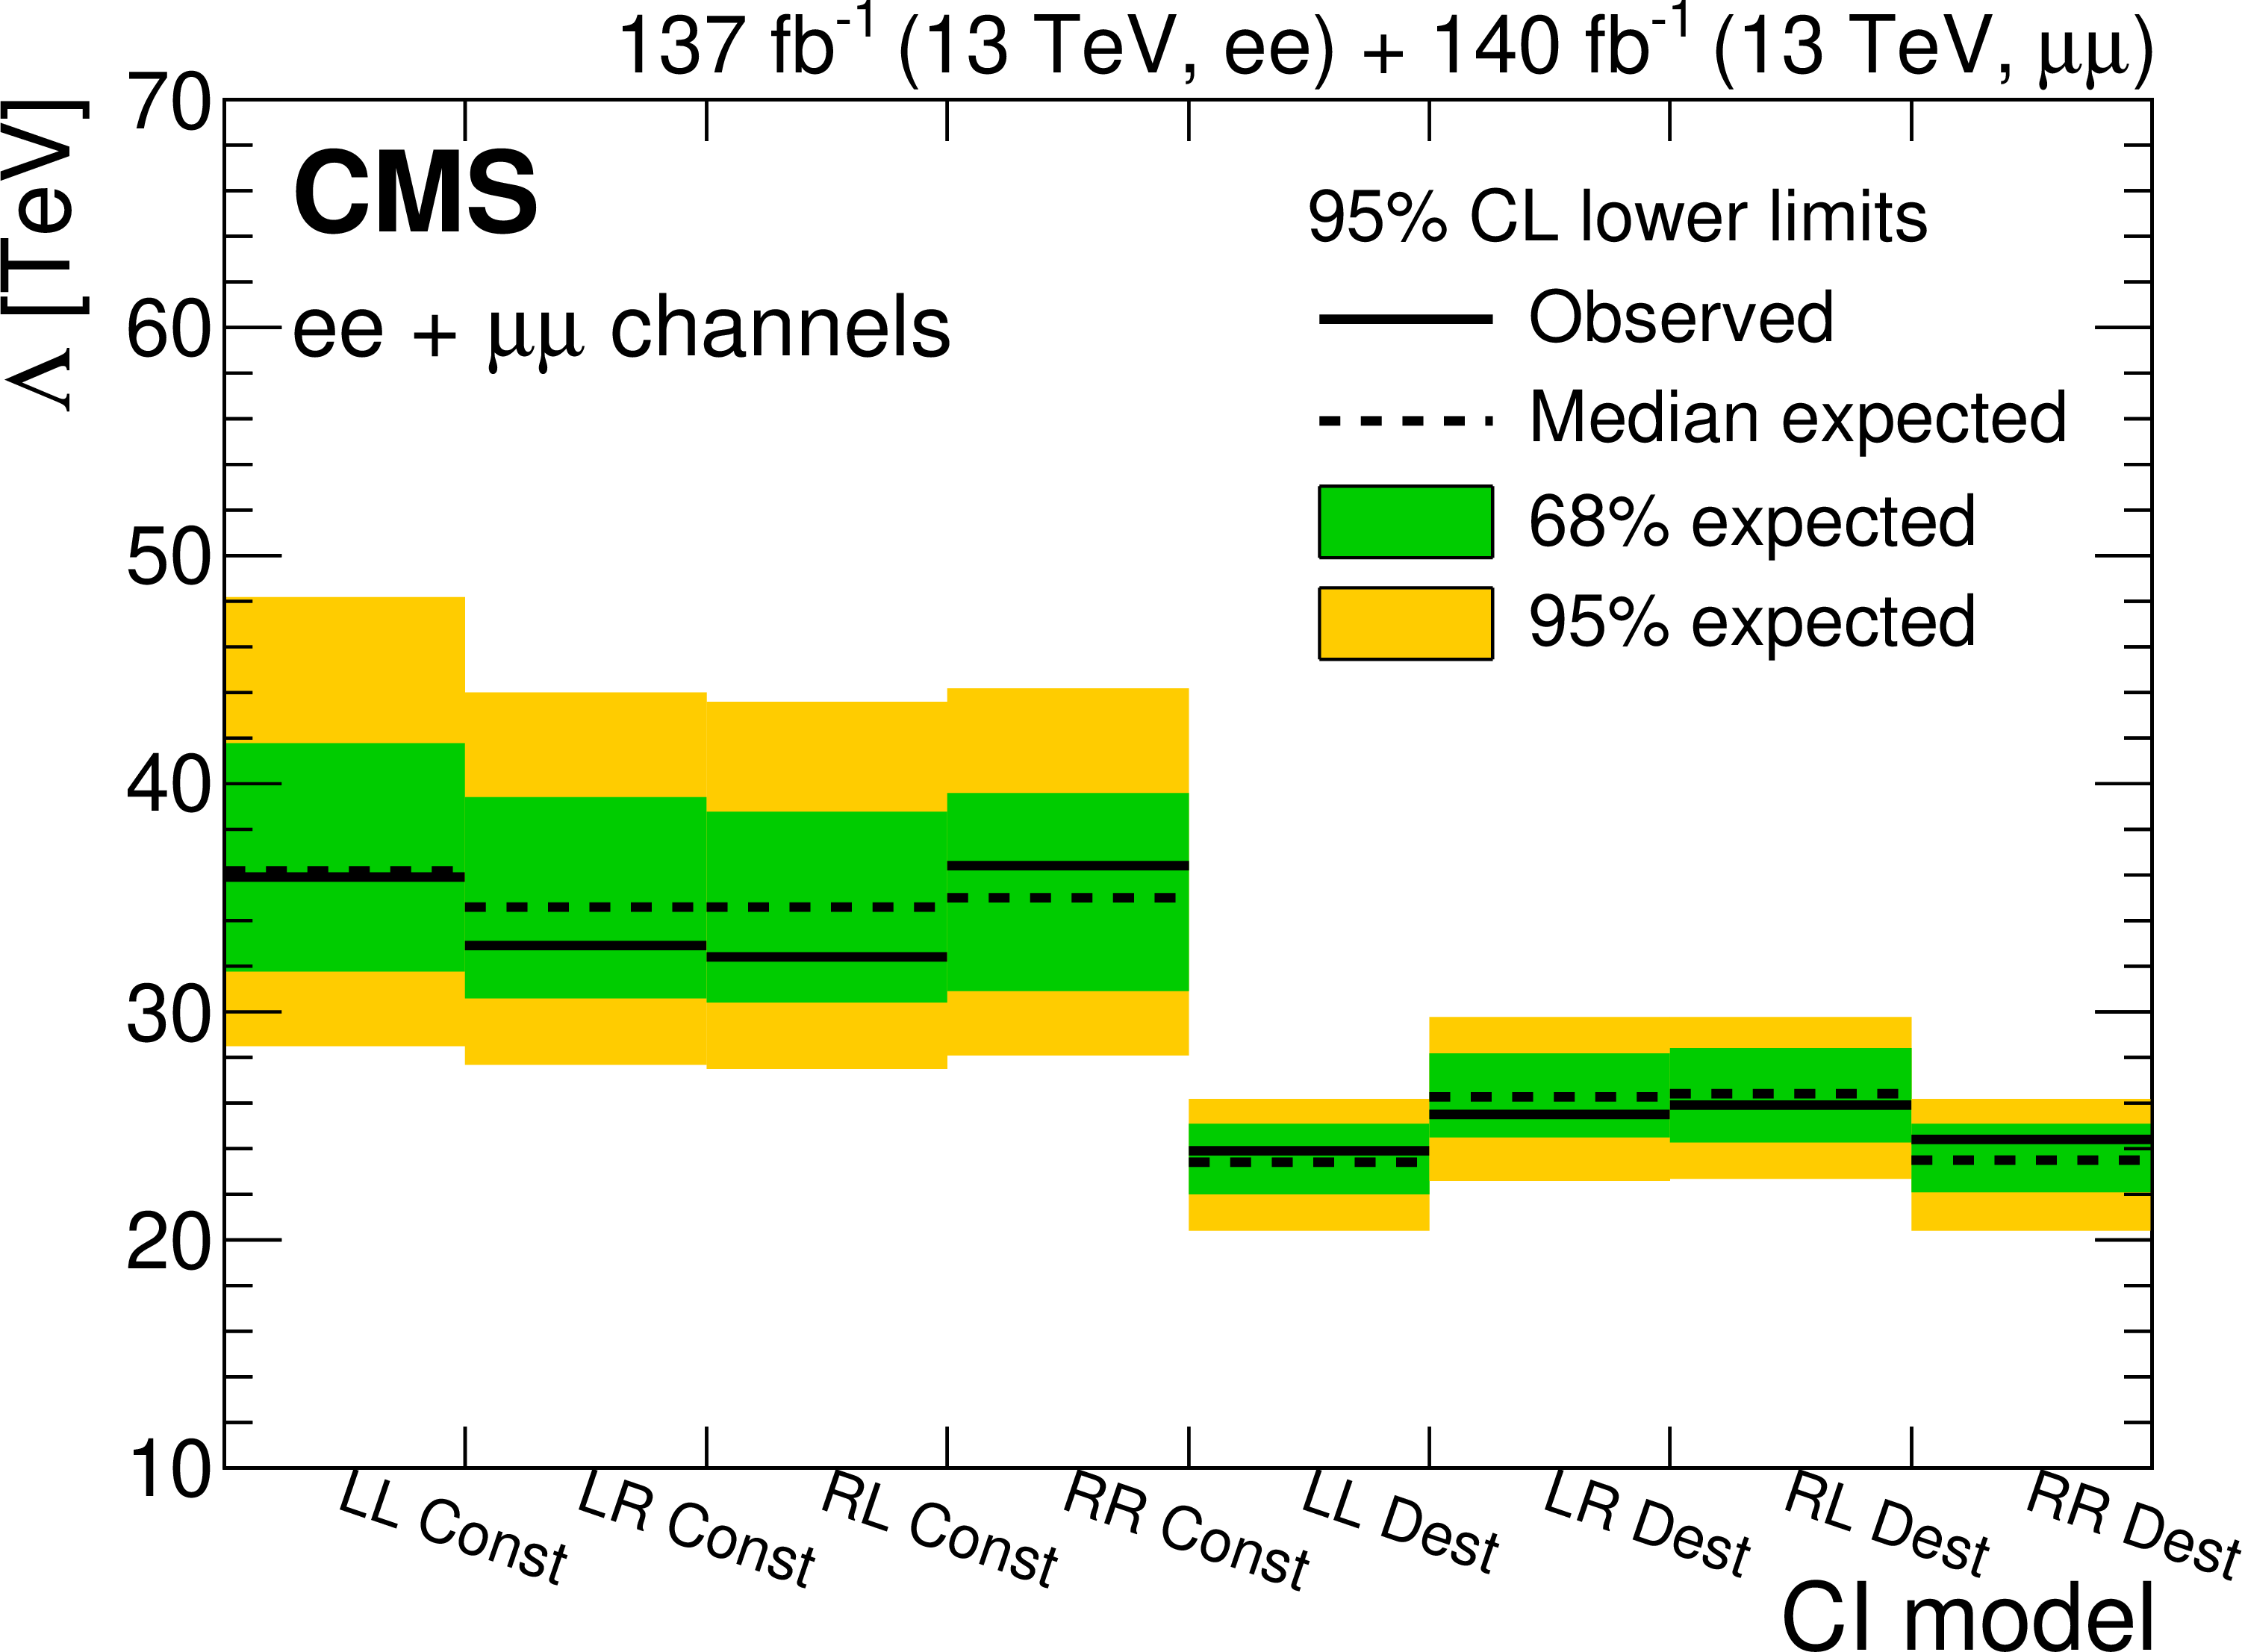 137 fb-1 (13 TeV, ee) + 140 fb-1 (13 TeV, μμ)
Λ [TeV]
CMS
ee + μμ channels
95% CL lower limits
Observed
Median expected
68% expected
95% expected
70
60
50
40
30
20
10
LL Const
LR Const
RL Const
RR Const
LL Dest
LR Dest
RL Dest
RR Dest
CI model